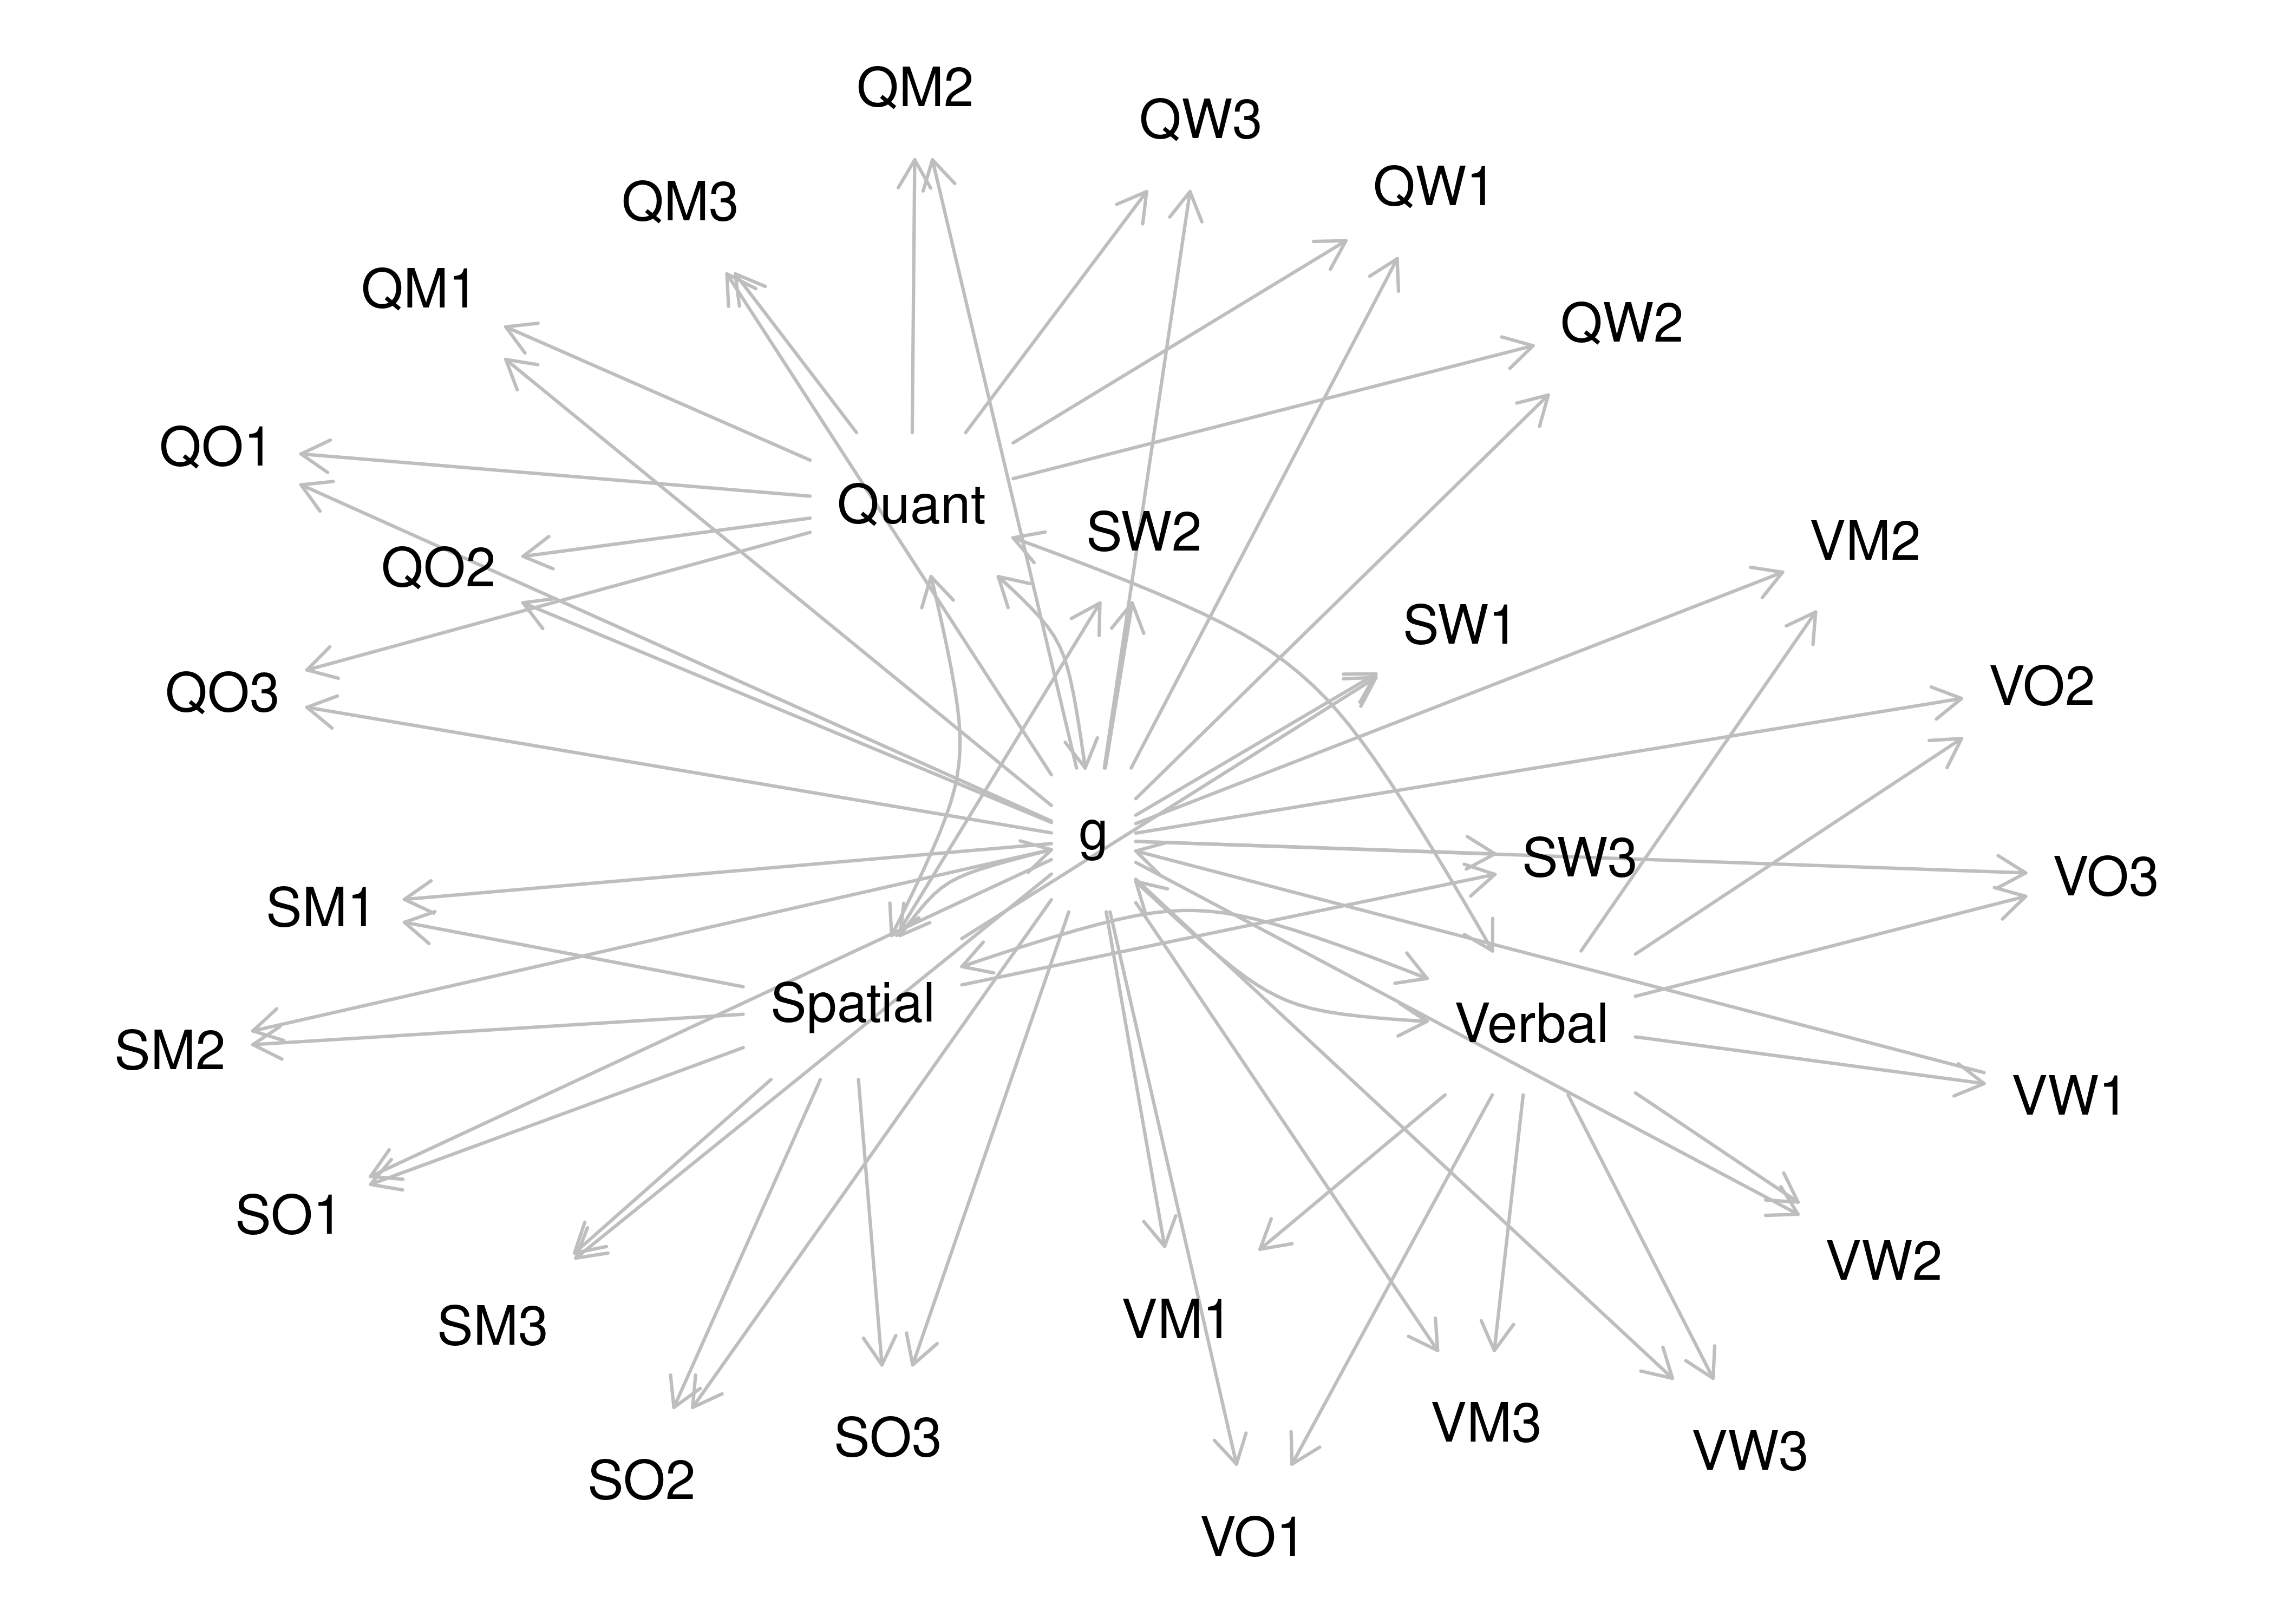 QM2
QW3
QW1
QM3
QM1
QW2
QO1
Quant
SW2
VM2
QO2
SW1
QO3
VO2
g
SW3
VO3
SM1
Spatial
Verbal
SM2
VW1
SO1
VW2
SM3
VM1
SO3
VM3
VW3
SO2
VO1